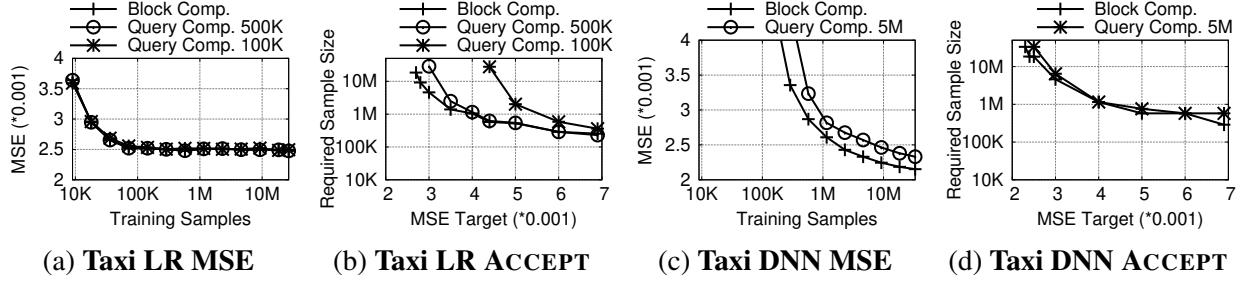 Block Comp.
Query Comp. 500K
Query Comp. 100K
MSE (*0.001)
4
3.5
3
2.5
2
10K 100K 1M 10M
Training Samples
(a) Taxi LR MSE
Block Comp.
Query Comp. 500K
Query Comp. 100K
Required Sample Size
10M
1M
100K
10K
2 3 4 5 6 7
MSE Target (*0.001)
(b) Taxi LR ACCEPT
Block Comp.
Query Comp. 5M
MSE (*0.001)
4
3.5
3
2.5
2
10K 100K 1M 10M
Training Samples
(c) Taxi DNN MSE
Block Comp.
Query Comp. 5M
Required Sample Size
10M
1M
100K
10K
2 3 4 5 6 7
MSE Target (*0.001)
(d) Taxi DNN ACCEPT